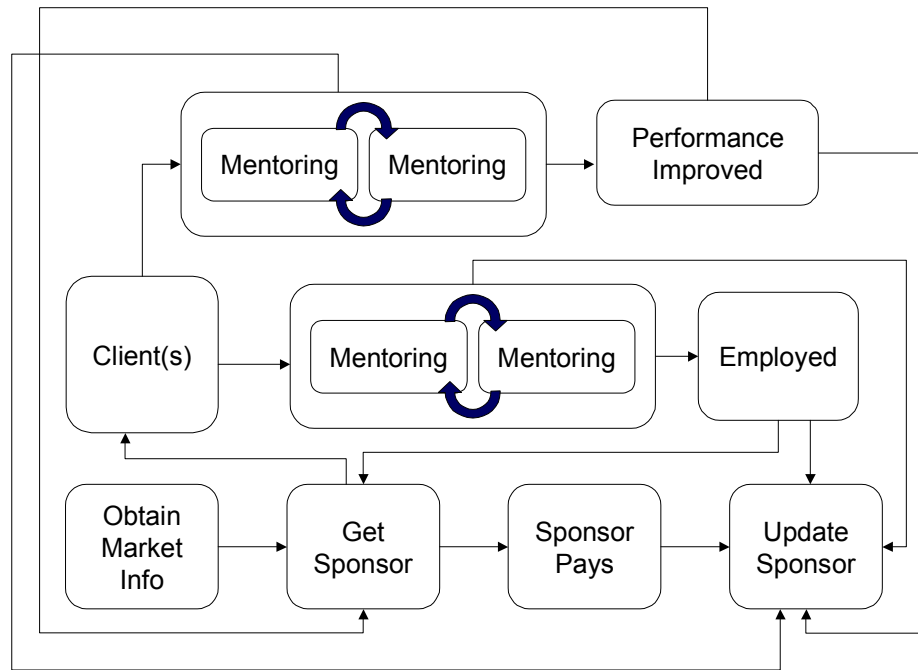 Mentoring
Mentoring
Performance
Improved
Client(s)
Mentoring
Mentoring
Employed
Obtain
Market
Info
Get
Sponsor
Sponsor
Pays
Update
Sponsor